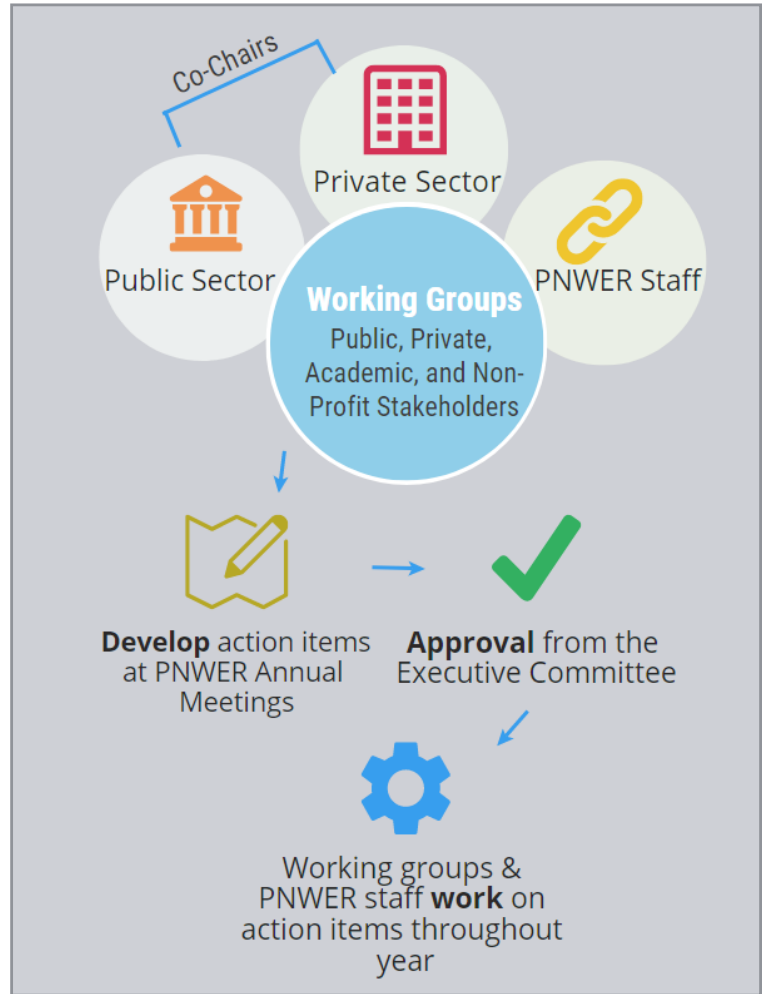 Co-Chairs
Private Sector
Public Sector
PNWER Staff
Working Groups
Public, Private,
Academic, and Non-
Profit Stakeholders
Develop action items
at PNWER Annual
Meetings
Approval from the
Executive Committee
Working groups &
PNWER staff work on
action items throughout
year